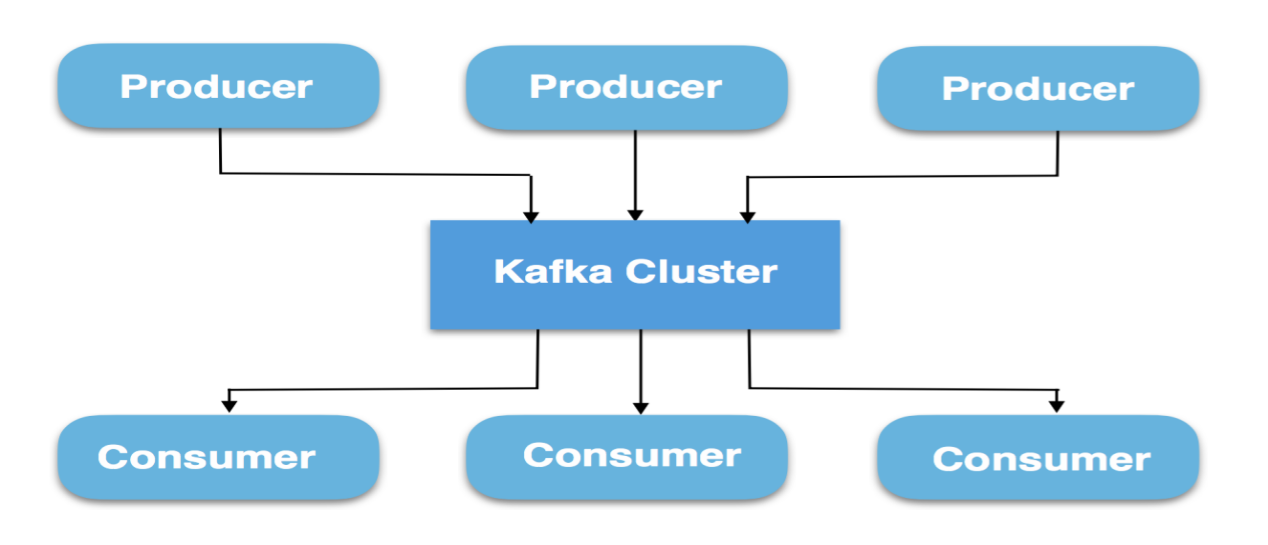 Producer
Producer
Producer
Kafka Cluster
Consumer
Consumer
Consumer